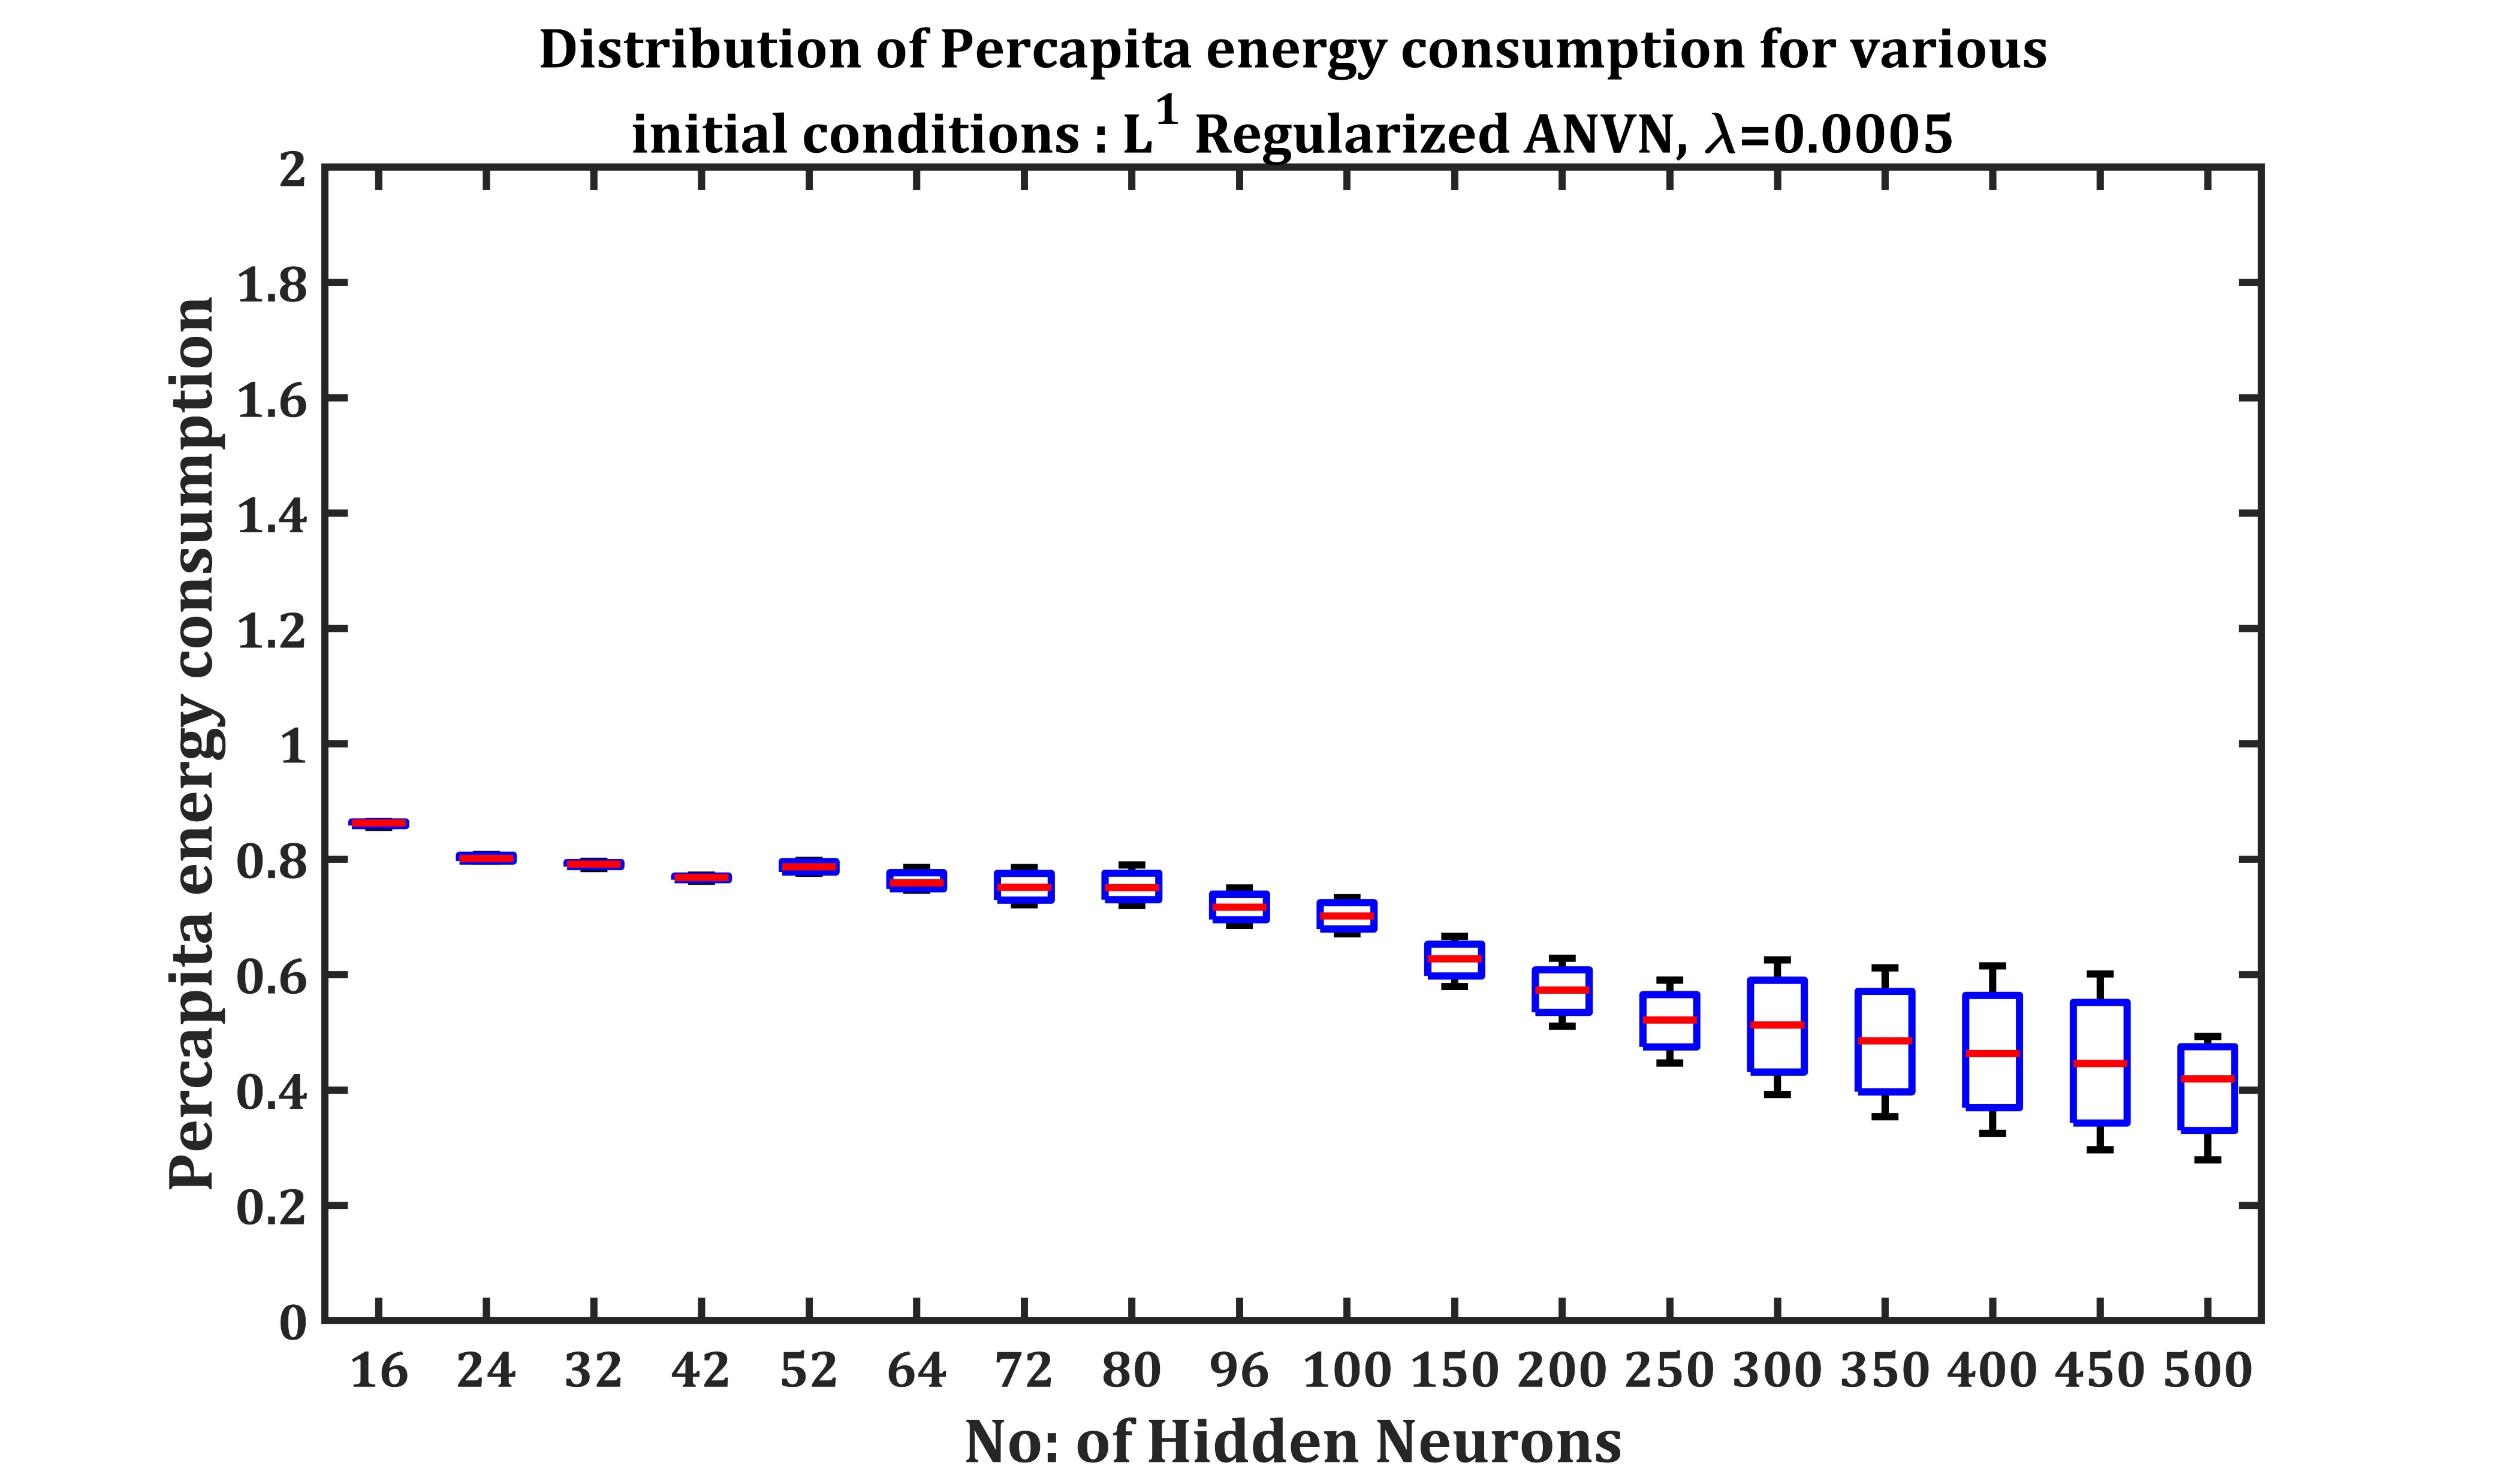 Distribution of Percapita energy consumption for various
initial conditions : L^1 Regularized ANVN, λ=0.0005
Percapita energy consumption
2
1.8
1.6
1.4
1.2
1
0.8
0.6
0.4
0.2
0
16 24 32 42 52 64 72 80 96 100 150 200 250 300 350 400 450 500
No: of Hidden Neurons